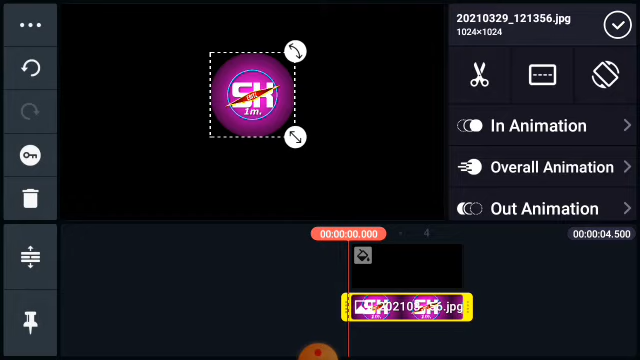 20210329_121356.jpg
1024×1024
SK
1m.
In Animation
Overall Animation
Out Animation
00:00:00.000
4
00:00:04.500